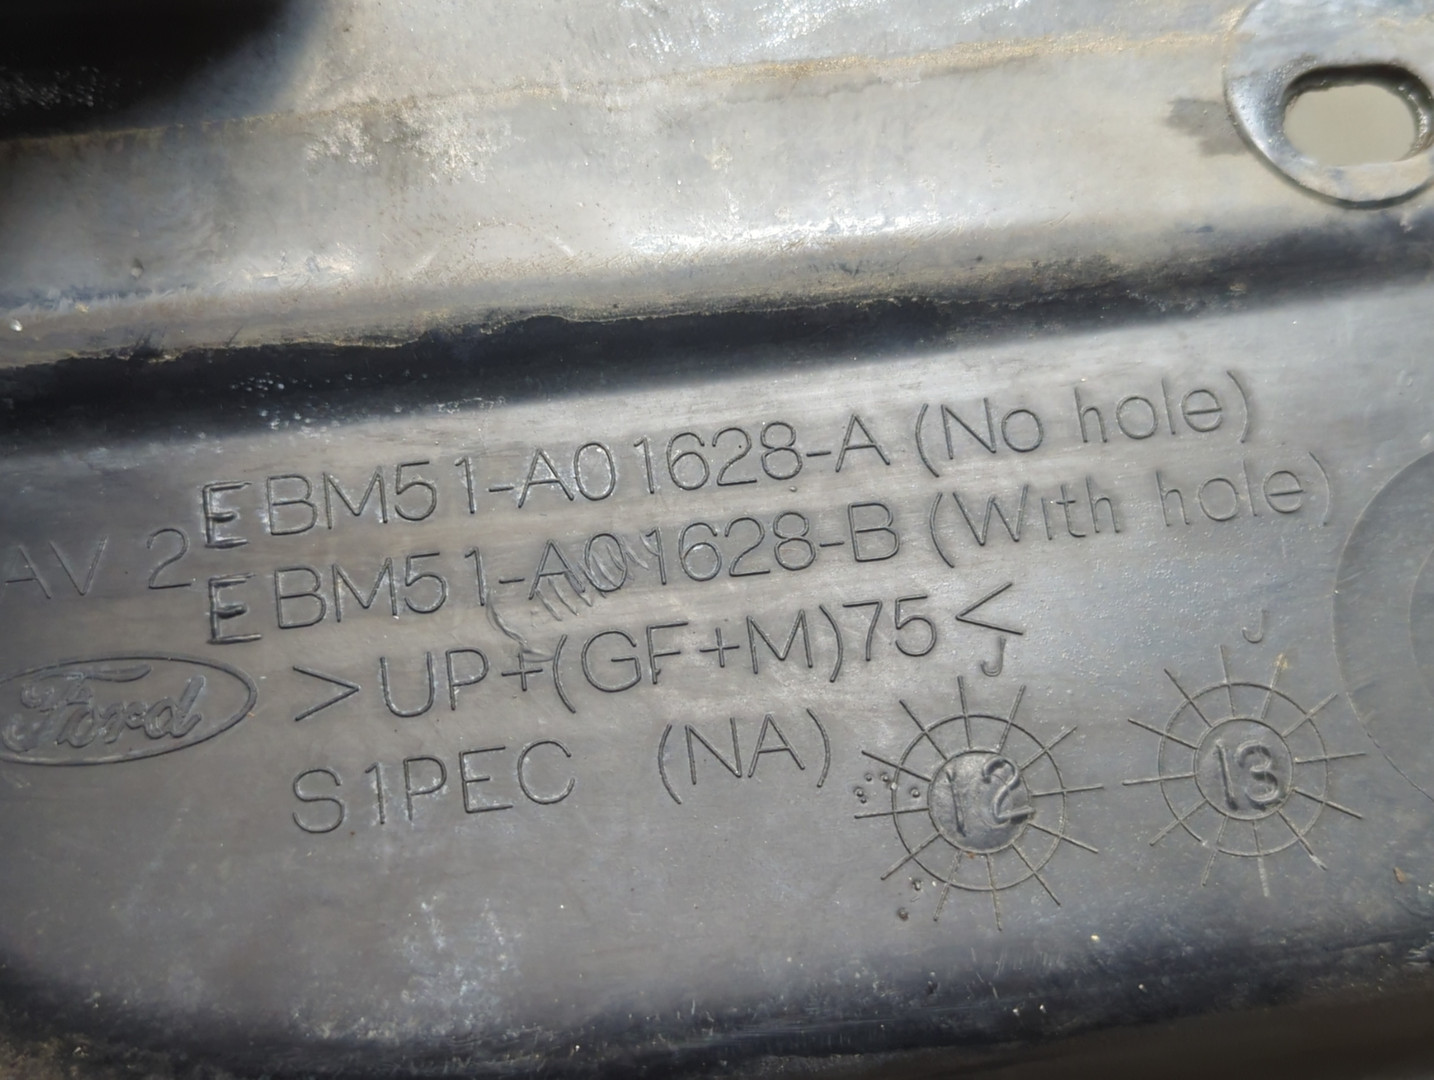 EBM51-A01628-A (No hole)
AV 2
EBM51-A01628-B (With hole)
Ford
>UP+(GF+M)75<
S1PEC (NA)
J
12
J
13